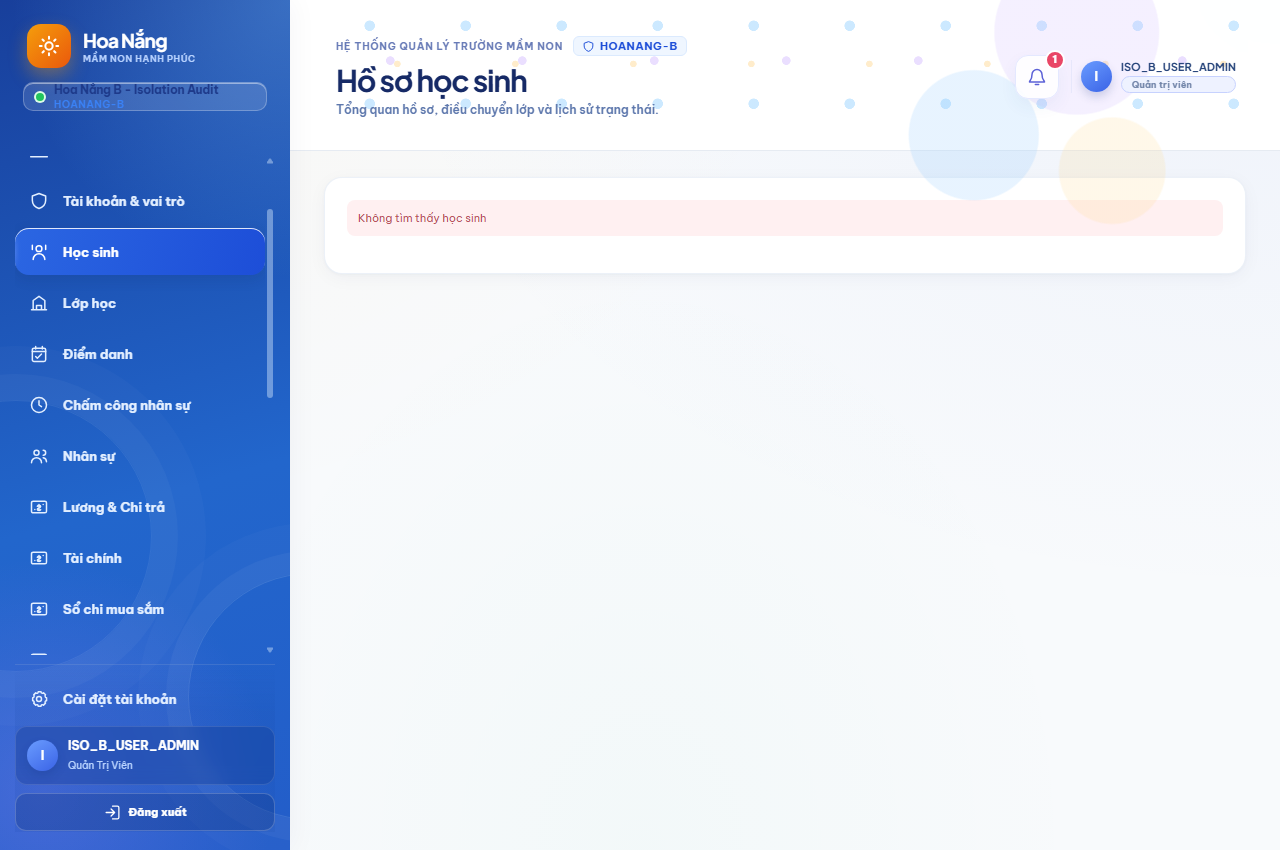 Hoa Nắng
MẦM NON HẠNH PHÚC
Hoa Nắng B - Isolation Audit
HOANANG-B
Tài khoản & vai trò
Học sinh
Lớp học
Điểm danh
Chấm công nhân sự
Nhân sự
Lương & Chi trả
Tài chính
Sổ chi mua sắm
Cài đặt tài khoản
I
ISO_B_USER_ADMIN
Quản Trị Viên
Đăng xuất
HỆ THỐNG QUẢN LÝ TRƯỜNG MẦM NON
HOANANG-B
Hồ sơ học sinh
Tổng quan hồ sơ, điều chuyển lớp và lịch sử trạng thái.
1
I
ISO_B_USER_ADMIN
Quản trị viên
Không tìm thấy học sinh